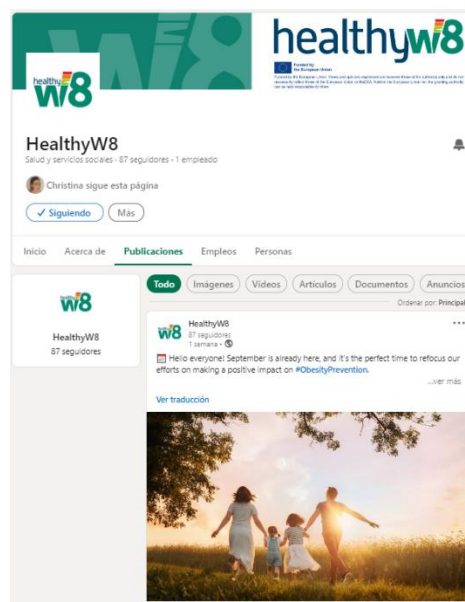 W8
healthyw8
Funded by
the European Union
healthy
W8
HealthyW8
Salud y servicios sociales · 87 seguidores · 1 empleado
Christina sigue esta página
✓ Siguiendo
Más
Inicio Acerca de Publicaciones Empleos Personas
Todo Imágenes Vídeos Artículos Documentos Anuncios
Ordenar por: Principal
W8
HealthyW8
87 seguidores
W8
HealthyW8
87 seguidores
1 semana ·
Hello everyone! September is already here, and it's the perfect time to refocus our
efforts on making a positive impact on #ObesityPrevention.
...ver más
Ver traducción